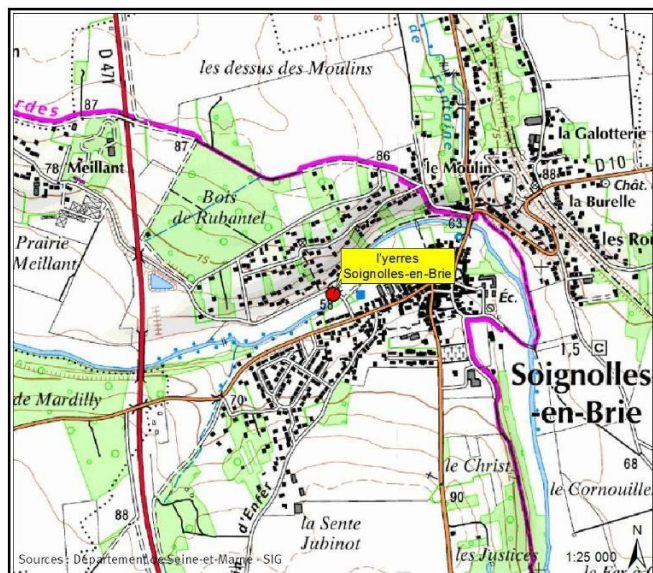 D 471
les dessus des Moulins
de Fontaine
rdes
87
87
86
la Galotterie
Meillant
78
le Moulin
88
D 10
Chât.
Bois
de Rubantel
la Burelle
63
75
les Rou
Prairie
Meillant
l'yerres
Soignolles-en-Brie
58
Éc.
1,5
C
Soignolles
-en-Brie
de Mardilly
70
68
le Christ
le Cornouille
d'Enfer
90
88
la Sente
Jubinot
les Justices
Sources : Département de Seine-et-Marne - SIG
1:25 000
N